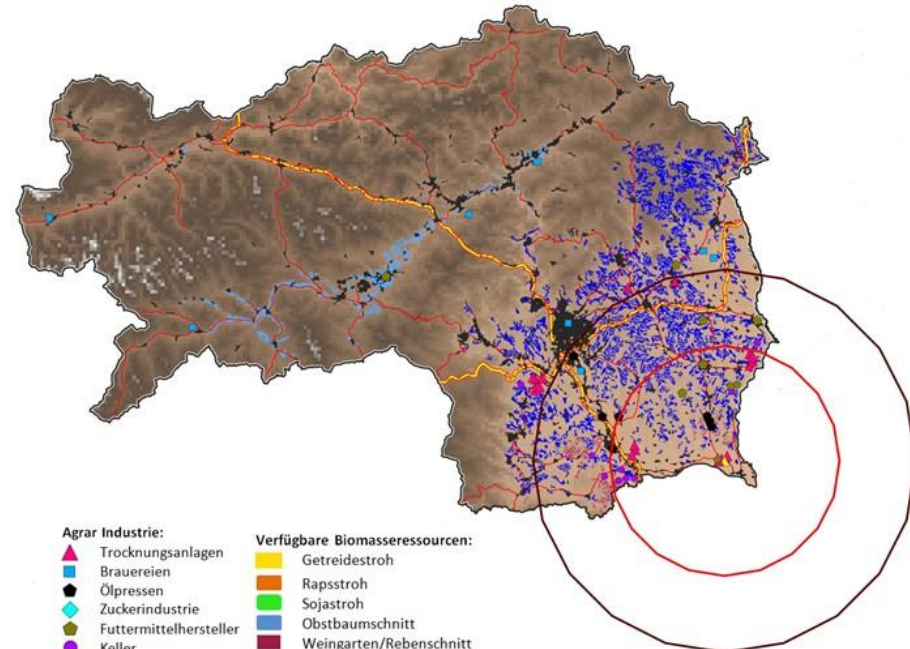 Agrar Industrie:
Trocknungsanlagen
Brauereien
Ölpressen
Zuckerindustrie
Futtermittelhersteller
Keller
Verfügbare Biomasseressourcen:
Getreidestroh
Rapsstroh
Sojastroh
Obstbaumschnitt
Weingarten/Rebenschnitt